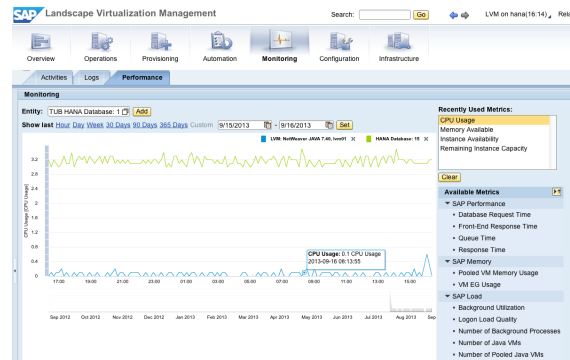 SAP Landscape Virtualization Management
Search: Go
LVM on hana(16:14)
Rela
Overview
Operations
Provisioning
Automation
Monitoring
Configuration
Infrastructure
Activities
Logs
Performance
Monitoring
Entity: TUB HANA Database: 1 Add
Show last Hour Day Week 30 Days 90 Days 365 Days Custom 9/15/2013 - 9/16/2013 Set
LVM: NetWeaver JAVA 7.40, lvm01 X
HANA Database: 15 X
CPU Usage [CPU Usage]
3.2
2.8
2.4
2
1.6
1.2
0.8
0.4
0
CPU Usage: 0.1 CPU Usage
2013-09-16 08:13:55
17:00 19:00 21:00 23:00 01:00 03:00 05:00 07:00 09:00 11:00 13:00 15:00
Sep 2012 Oct 2012 Nov 2012 Dec 2012 Jan 2013 Feb 2013 Mar 2013 Apr 2013 May 2013 Jun 2013 Jul 2013 Aug 2013 Sep
Recently Used Metrics:
CPU Usage
Memory Available
Instance Availability
Remaining Instance Capacity
Clear
Available Metrics
SAP Performance
Database Request Time
Front-End Response Time
Queue Time
Response Time
SAP Memory
Pooled VM Memory Usage
VM EG Usage
SAP Load
Background Utilization
Logon Load Quality
Number of Background Processes
Number of Java VMs
Number of Pooled Java VMs